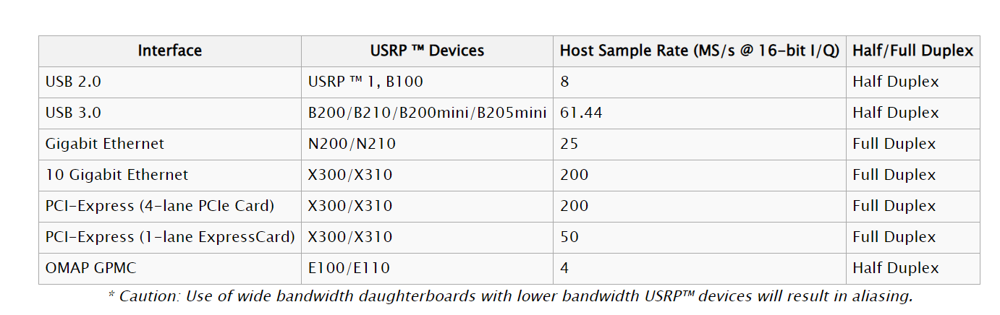 Interface USRP ™ Devices Host Sample Rate (MS/s @ 16-bit I/Q) Half/Full Duplex
USB 2.0 USRP ™ 1, B100 8 Half Duplex
USB 3.0 B200/B210/B200mini/B205mini 61.44 Half Duplex
Gigabit Ethernet N200/N210 25 Full Duplex
10 Gigabit Ethernet X300/X310 200 Full Duplex
PCI-Express (4-lane PCIe Card) X300/X310 200 Full Duplex
PCI-Express (1-lane ExpressCard) X300/X310 50 Full Duplex
OMAP GPMC E100/E110 4 Half Duplex
* Caution: Use of wide bandwidth daughterboards with lower bandwidth USRP™ devices will result in aliasing.